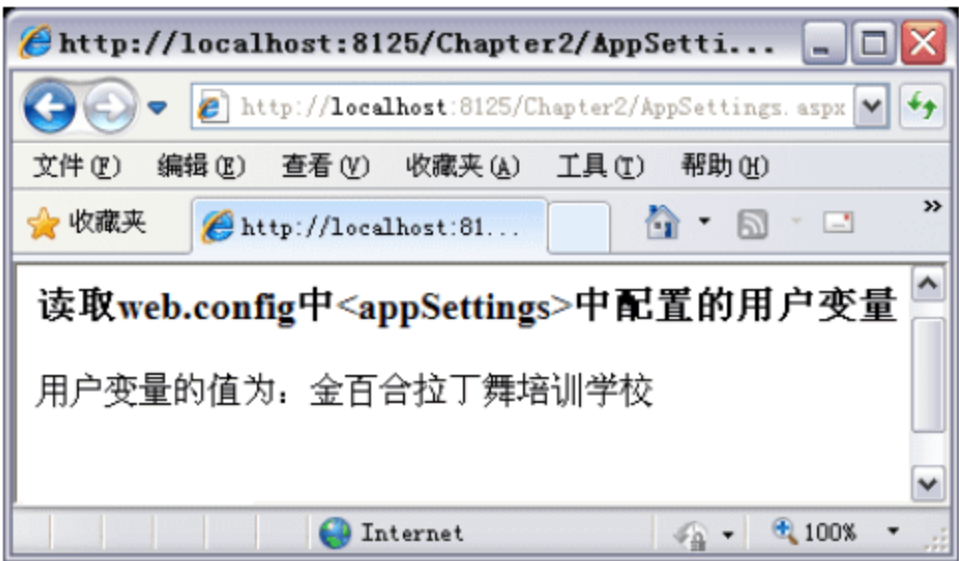 http://localhost:8125/Chapter2/AppSetti...
http://localhost:8125/Chapter2/AppSettings.aspx
文件(F) 编辑(E) 查看(V) 收藏夹(A) 工具(T) 帮助(H)
收藏夹 http://localhost:81... »
读取web.config中<appSettings>中配置的用户变量
用户变量的值为：金百合拉丁舞培训学校
Internet 100%